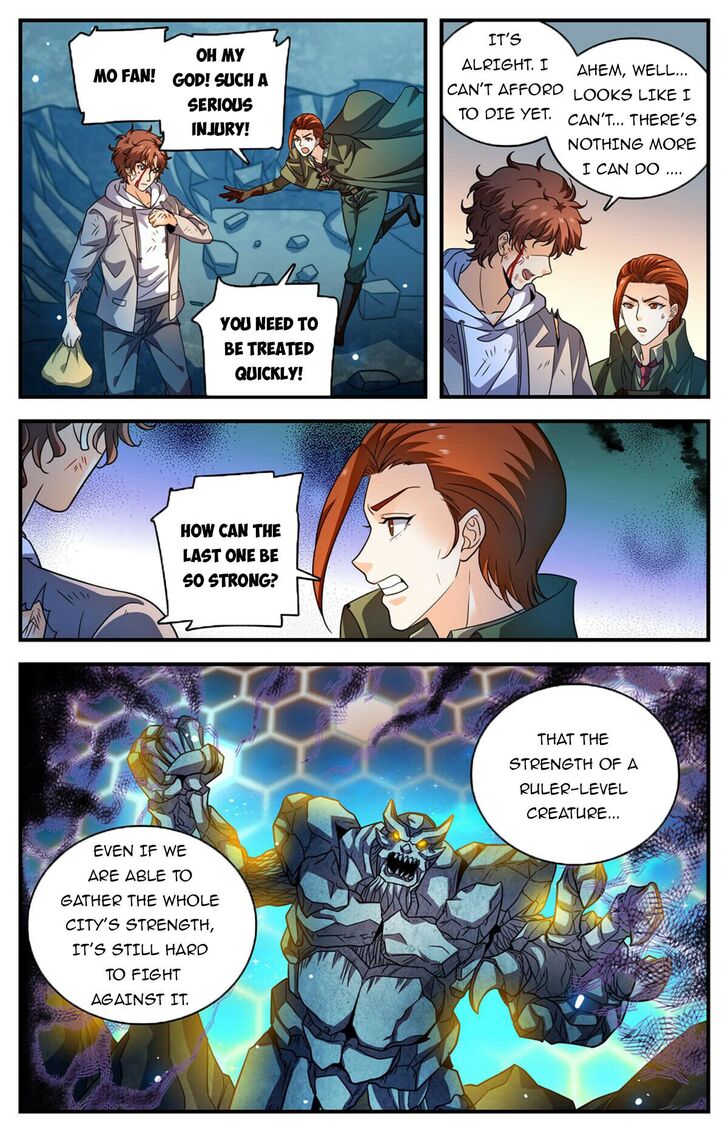 MO FAN!
OH MY
GOD! SUCH A
SERIOUS
INJURY!
YOU NEED TO
BE TREATED
QUICKLY!
IT'S
ALRIGHT. I
CAN'T AFFORD
TO DIE YET.
AHEM, WELL...
LOOKS LIKE I
CAN'T... THERE'S
NOTHING MORE
I CAN DO ....
HOW CAN THE
LAST ONE BE
SO STRONG?
THAT THE
STRENGTH OF A
RULER-LEVEL
CREATURE...
EVEN IF WE
ARE ABLE TO
GATHER THE WHOLE
CITY'S STRENGTH,
IT'S STILL HARD
TO FIGHT
AGAINST IT.